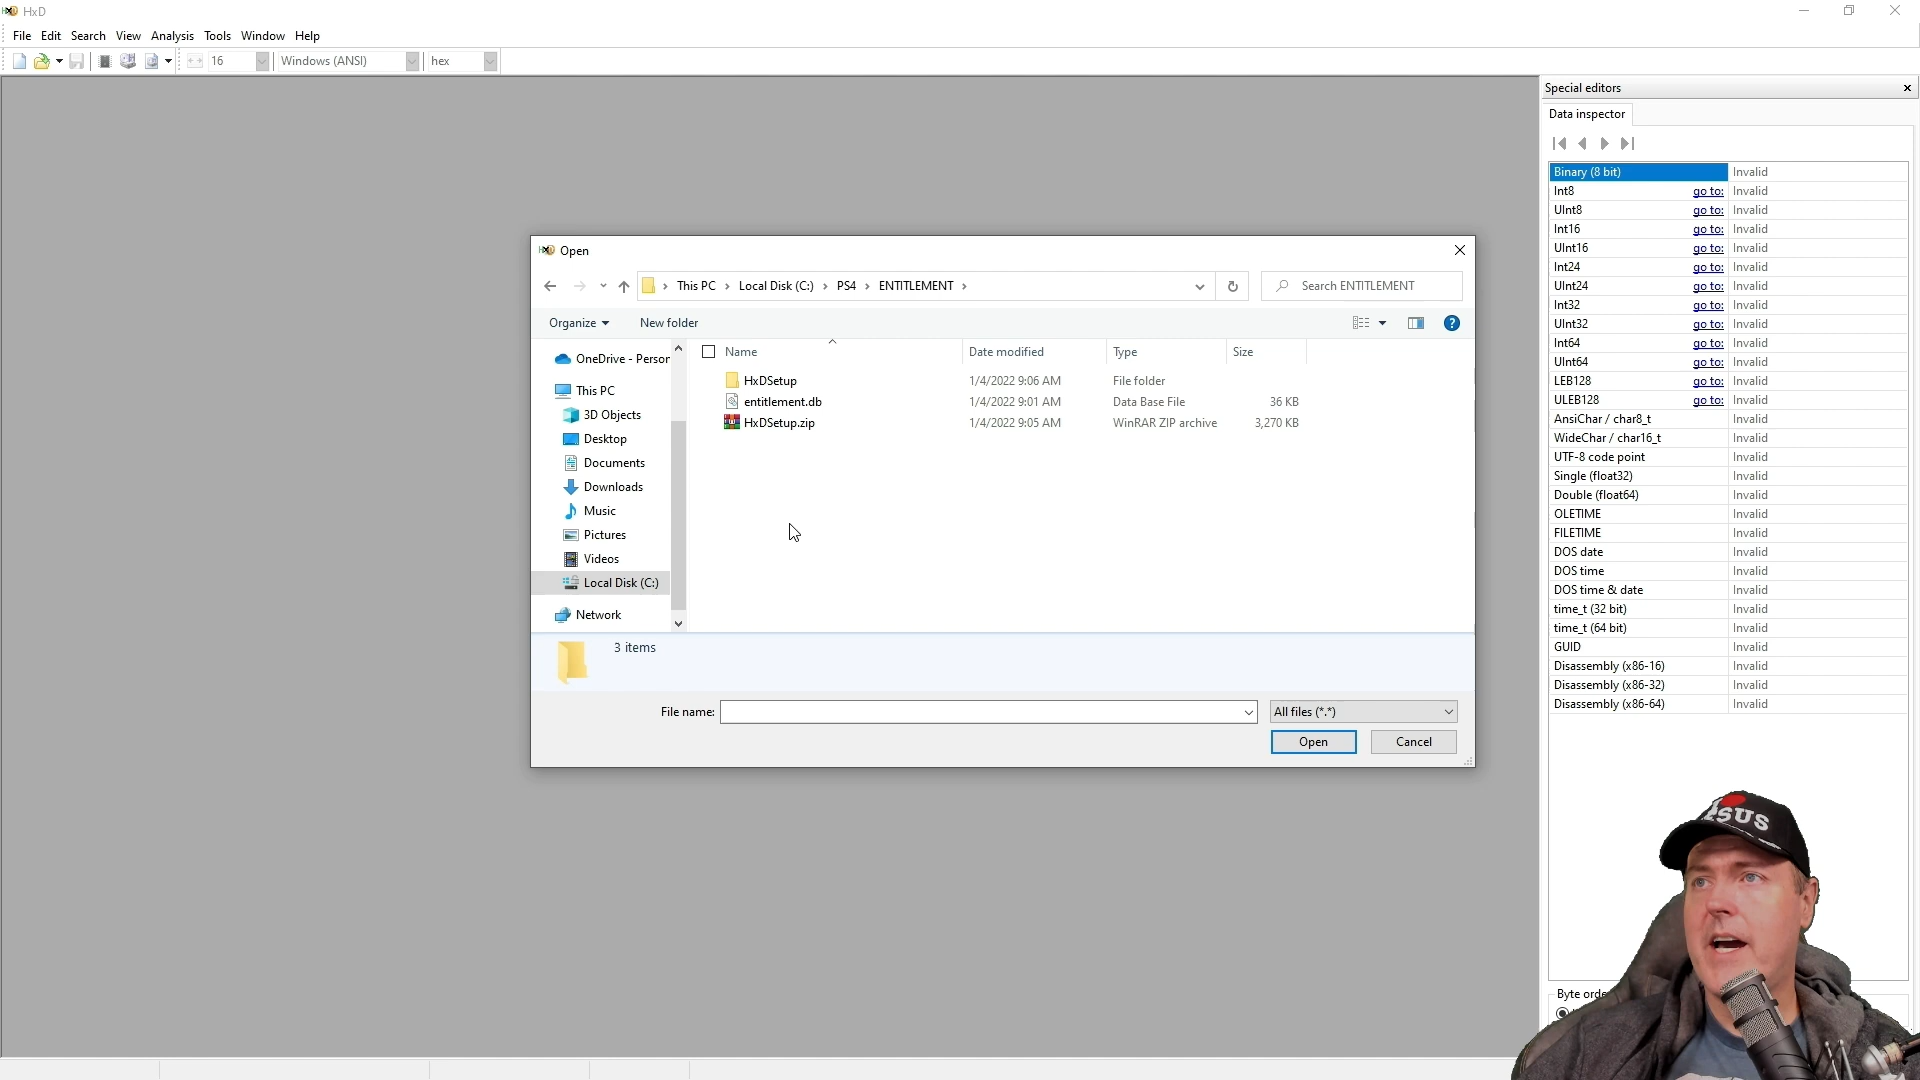 HxD
File Edit Search View Analysis Tools Window Help
16 Windows (ANSI) hex
Special editors
Data inspector
Binary (8 bit) Invalid
Int8 go to: Invalid
UInt8 go to: Invalid
Int16 go to: Invalid
UInt16 go to: Invalid
Int24 go to: Invalid
UInt24 go to: Invalid
Int32 go to: Invalid
UInt32 go to: Invalid
Int64 go to: Invalid
UInt64 go to: Invalid
LEB128 go to: Invalid
ULEB128 go to: Invalid
AnsiChar / char8_t Invalid
WideChar / char16_t Invalid
UTF-8 code point Invalid
Single (float32) Invalid
Double (float64) Invalid
OLETIME Invalid
FILETIME Invalid
DOS date Invalid
DOS time Invalid
DOS time & date Invalid
time_t (32 bit) Invalid
time_t (64 bit) Invalid
GUID Invalid
Disassembly (x86-16) Invalid
Disassembly (x86-32) Invalid
Disassembly (x86-64) Invalid
Byte orde
Open
This PC > Local Disk (C:) > PS4 > ENTITLEMENT >
Search ENTITLEMENT
Organize New folder
Name Date modified Type Size
HxDSetup 1/4/2022 9:06 AM File folder
entitlement.db 1/4/2022 9:01 AM Data Base File 36 KB
HxDSetup.zip 1/4/2022 9:05 AM WinRAR ZIP archive 3,270 KB
OneDrive - Person
This PC
3D Objects
Desktop
Documents
Downloads
Music
Pictures
Videos
Local Disk (C:)
Network
3 items
File name: All files (*.*)
Open Cancel